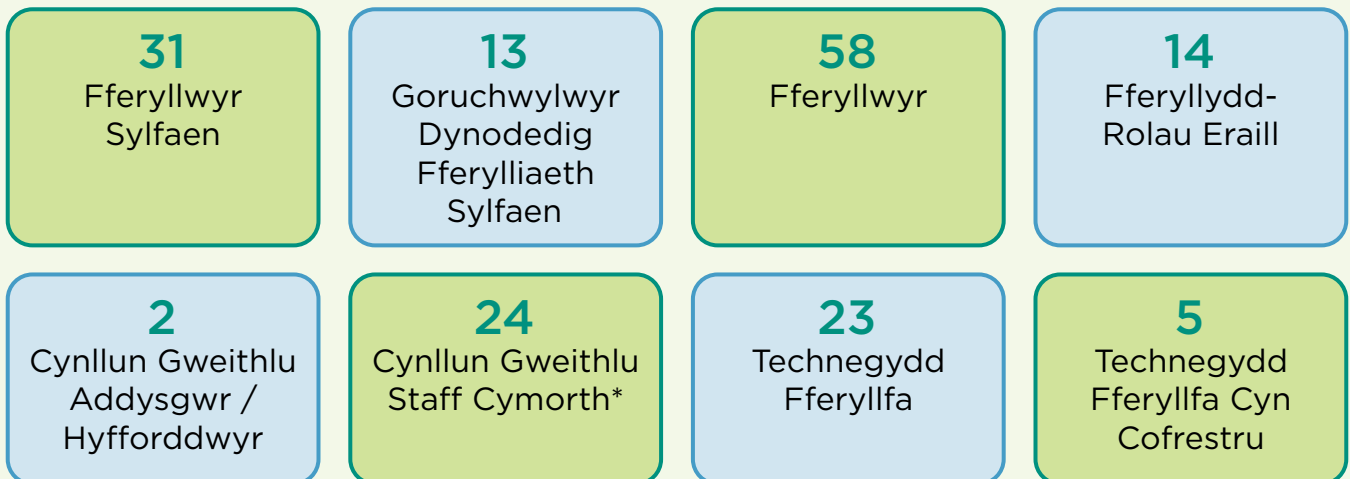 31
Fferyllwyr
Sylfaen
13
Goruchwylwyr
Dynodedig
Fferylliaeth
Sylfaen
58
Fferyllwyr
14
Fferyllydd-
Rolau Eraill
2
Cynllun Gweithlu
Addysgwr /
Hyfforddwyr
24
Cynllun Gweithlu
Staff Cymorth*
23
Technegydd
Fferyllfa
5
Technegydd
Fferyllfa Cyn
Cofrestru